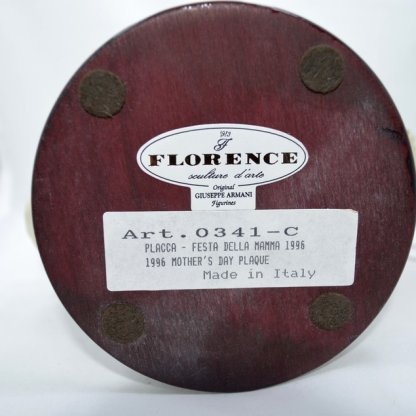 1973
F
FLORENCE
sculture d'arte
Original
GIUSEPPE ARMANI
Figurines
Art.0341-C
PLACCA - FESTA DELLA MAMMA 1996
1996 MOTHER'S DAY PLAQUE
Made in Italy